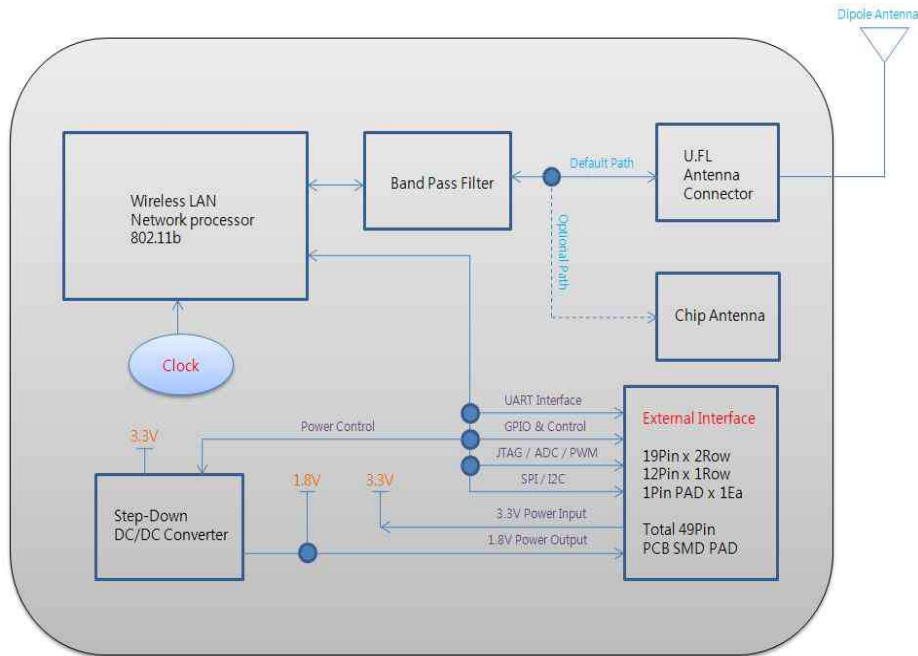 Dipole Antenna
Wireless LAN
Network processor
802.11b
Band Pass Filter
Default Path
U.FL
Antenna
Connector
Optional Path
Chip Antenna
Clock
UART Interface
GPIO & Control
JTAG / ADC / PWM
SPI / I2C
Power Control
3.3V
1.8V
3.3V
3.3V Power Input
1.8V Power Output
Step-Down
DC/DC Converter
External Interface
19Pin x 2Row
12Pin x 1Row
1Pin PAD x 1Ea
Total 49Pin
PCB SMD PAD